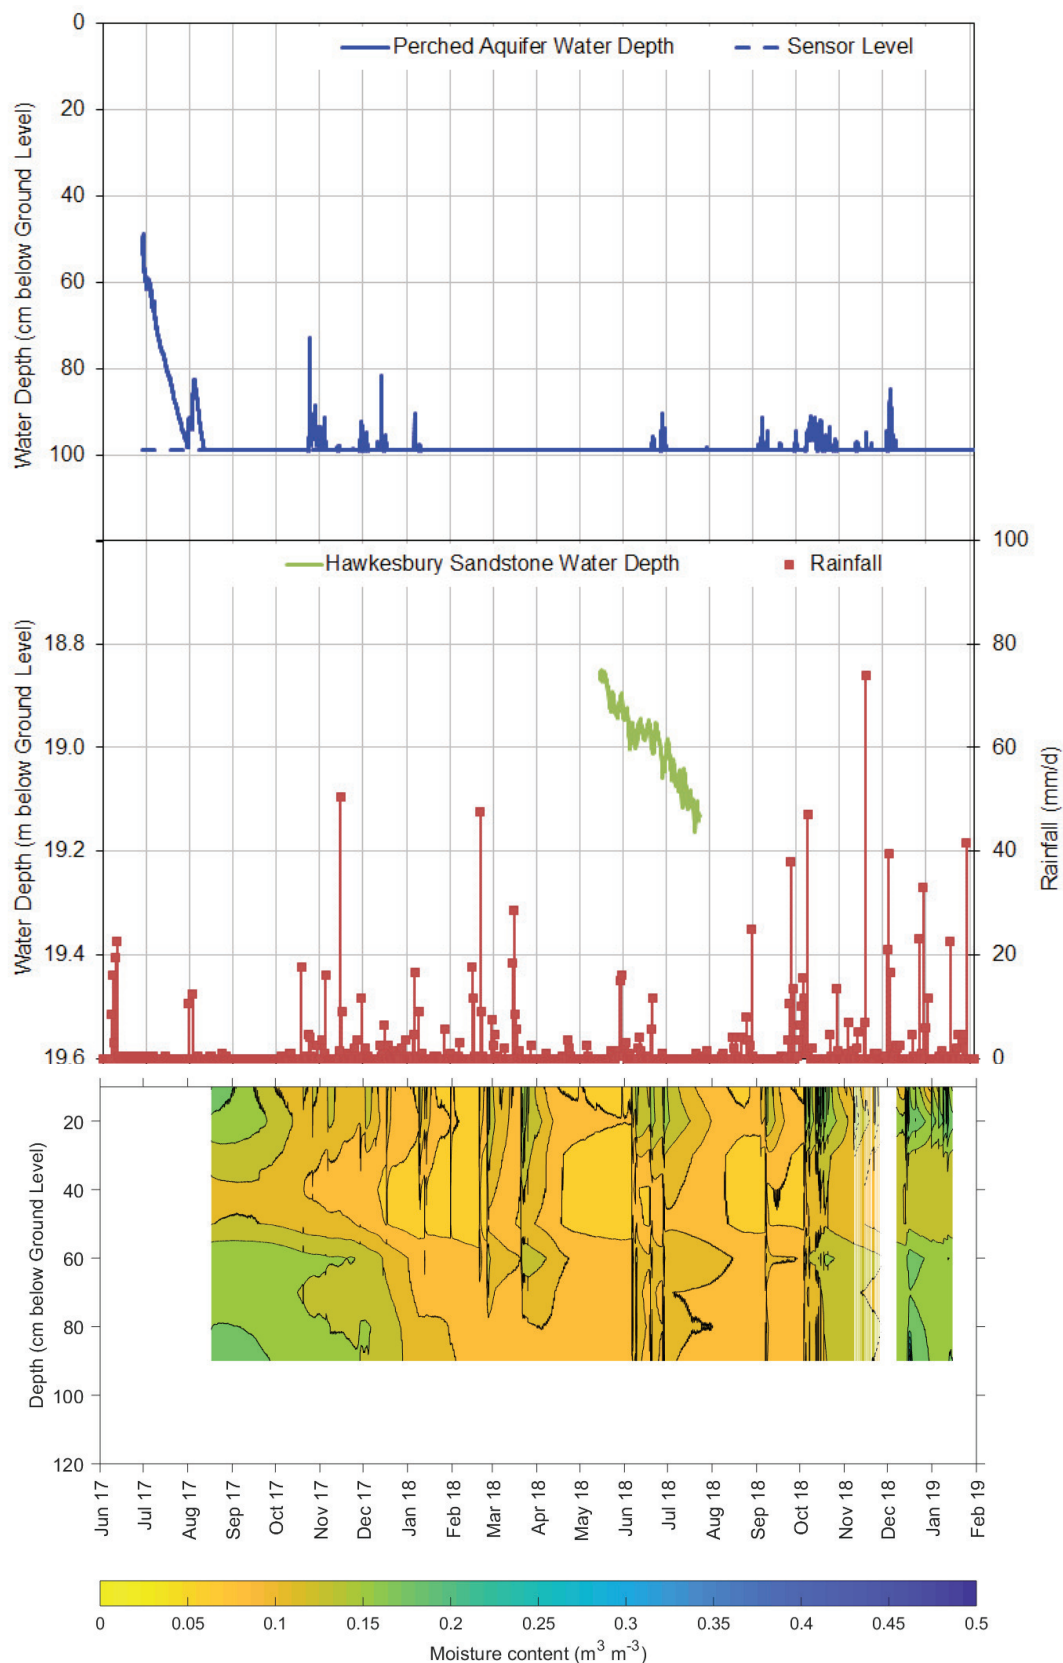 0
Perched Aquifer Water Depth
Sensor Level
20
40
60
80
100
Water Depth (cm below Ground Level)
100
Hawkesbury Sandstone Water Depth
Rainfall
18.8
80
19.0
60
19.2
40
19.4
20
19.6
0
Water Depth (m below Ground Level)
Rainfall (mm/d)
20
40
60
80
100
120
Depth (cm below Ground Level)
Jun 17
Jul 17
Aug 17
Sep 17
Oct 17
Nov 17
Dec 17
Jan 18
Feb 18
Mar 18
Apr 18
May 18
Jun 18
Jul 18
Aug 18
Sep 18
Oct 18
Nov 18
Dec 18
Jan 19
Feb 19
0
0.05
0.1
0.15
0.2
0.25
0.3
0.35
0.4
0.45
0.5
Moisture content (m³ m⁻³)